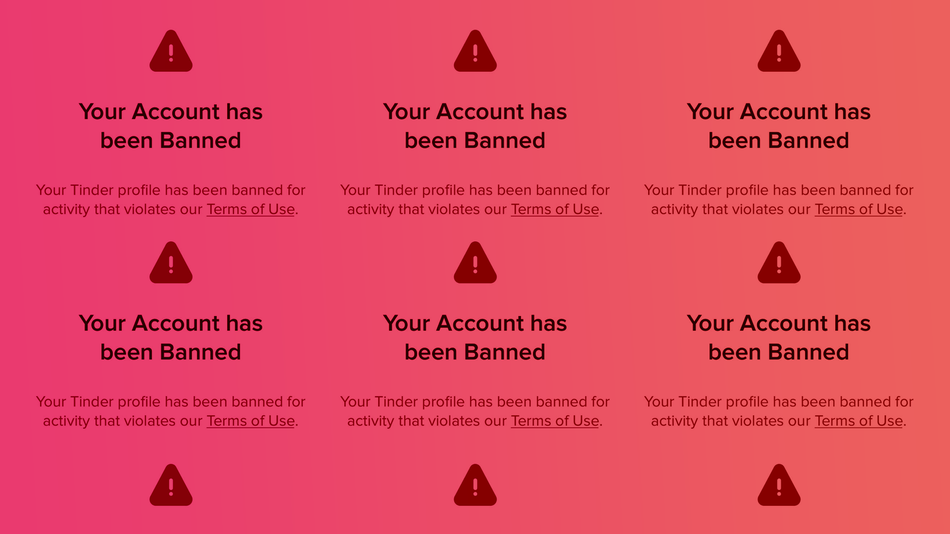 Your Account has
been Banned
Your Tinder profile has been banned for
activity that violates our Terms of Use.
Your Account has
been Banned
Your Tinder profile has been banned for
activity that violates our Terms of Use.
Your Account has
been Banned
Your Tinder profile has been banned for
activity that violates our Terms of Use.
Your Account has
been Banned
Your Tinder profile has been banned for
activity that violates our Terms of Use.
Your Account has
been Banned
Your Tinder profile has been banned for
activity that violates our Terms of Use.
Your Account has
been Banned
Your Tinder profile has been banned for
activity that violates our Terms of Use.